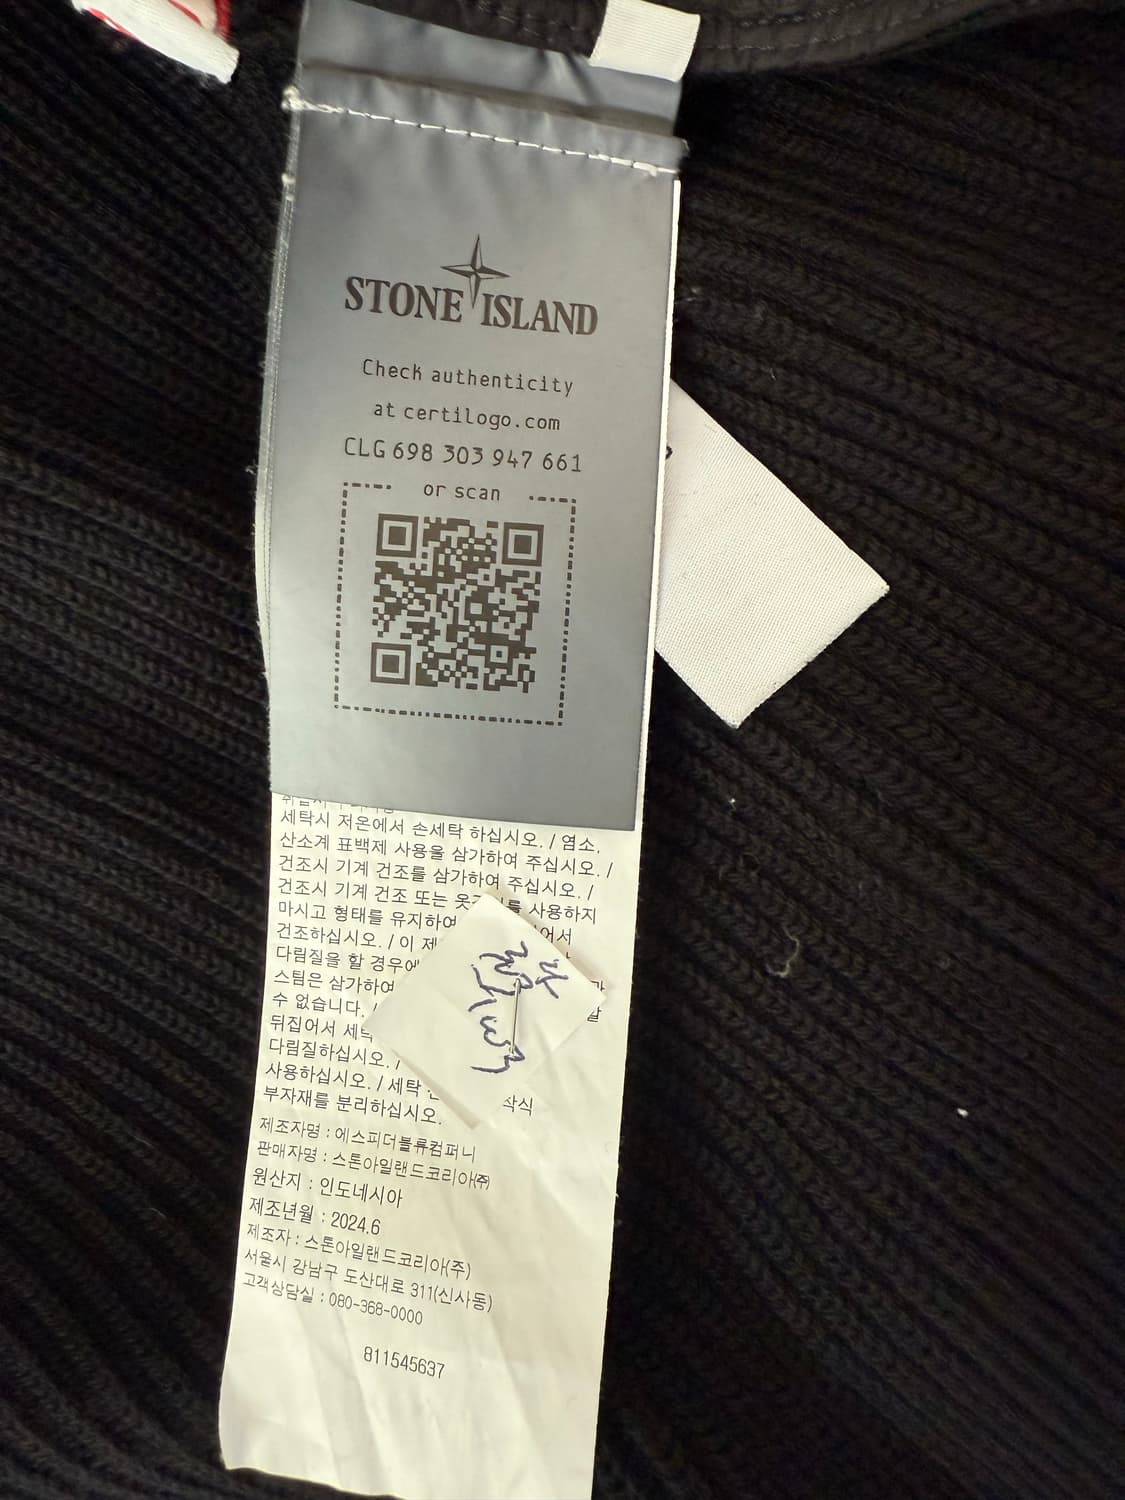 STONE ISLAND
Check authenticity
at certilogo.com
CLG 698 303 947 661
or scan
세탁시 저온에서 손세탁 하십시오. / 염소,
산소계 표백제 사용을 삼가하여 주십시오. /
건조시 기계 건조를 삼가하여 주십시오. /
건조시 기계 건조 또는 를 사용하지
마시고 형태를 유지하여 어서
건조하십시오. / 이
다림질을 할 경우에
스팀은 삼가하여
수 없습니다. /
뒤집어서
다림질하십시오. /
사용하십시오. / 세탁
부자재를 분리하십시오.
제조자명 : 에스피더블류컴퍼니
판매자명 : 스톤아일랜드코리아㈜
원산지 : 인도네시아
제조년월 : 2024.6
제조자 : 스톤아일랜드코리아(주)
서울시 강남구 도산대로 311(신사동)
고객상담실 : 080-368-0000
811545637